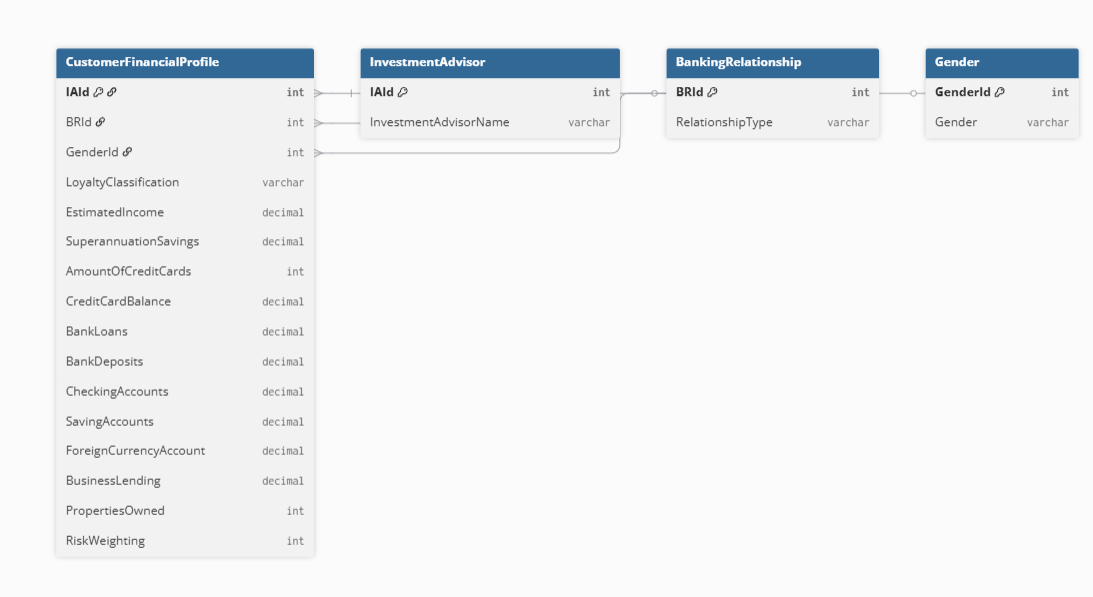 CustomerFinancialProfile
IAId int
BRId int
GenderId int
LoyaltyClassification varchar
EstimatedIncome decimal
SuperannuationSavings decimal
AmountOfCreditCards int
CreditCardBalance decimal
BankLoans decimal
BankDeposits decimal
CheckingAccounts decimal
SavingAccounts decimal
ForeignCurrencyAccount decimal
BusinessLending decimal
PropertiesOwned int
RiskWeighting int
InvestmentAdvisor
IAId int
InvestmentAdvisorName varchar
BankingRelationship
BRId int
RelationshipType varchar
Gender
GenderId int
Gender varchar